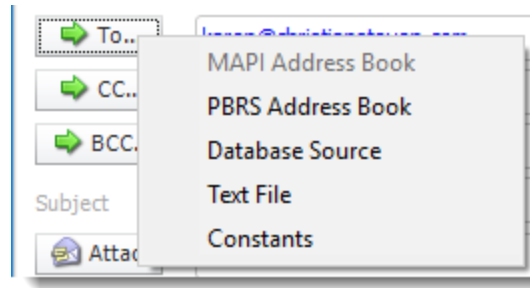 To...
MAPI Address Book
CC..
PBRS Address Book
BCC.
Database Source
Subject
Text File
Attac
Constants